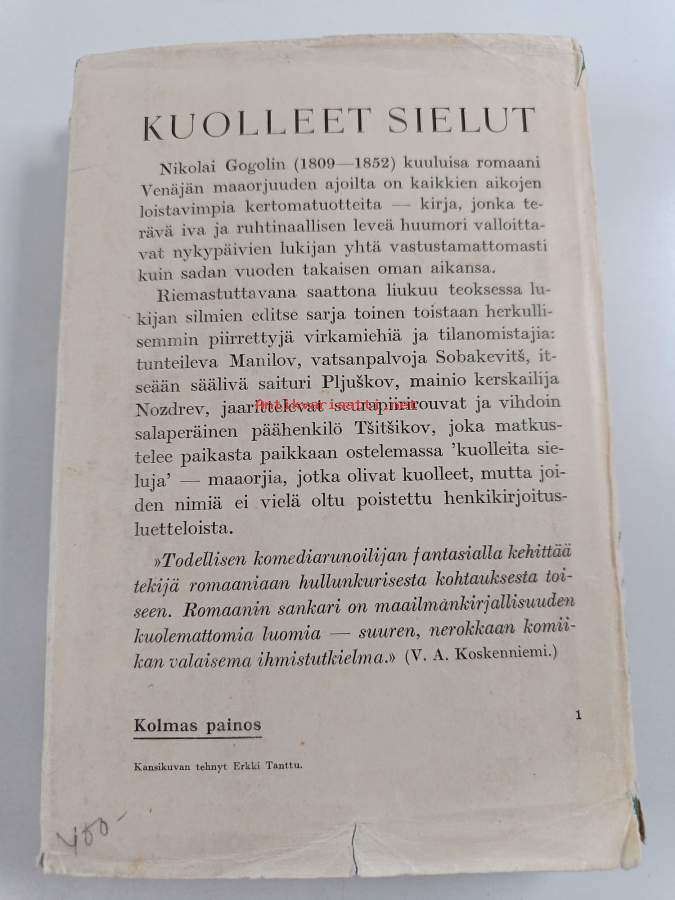 KUOLLEET SIELUT
Nikolai Gogolin (1809—1852) kuuluisa romaani
Venäjän maaorjuuden ajoilta on kaikkien aikojen
loistavimpia kertomatuotteita — kirja, jonka te-
rävä iva ja ruhtinaallisen leveä huumori valloitta-
vat nykypäivien lukijan yhtä vastustamattomasti
kuin sadan vuoden takaisen oman aikansa.
Riemastuttavana saattona liukuu teoksessa lu-
kijan silmien editse sarja toinen toistaan herkulli-
semmin piirrettyjä virkamiehiä ja tilanomistajia:
tunteileva Manilov, vatsanpalvoja Sobakevitš, it-
seään säälivä saituri Pljuškov, mainio kerskailija
Nozdrev, jaarittelevat seurapiirirouvat ja vihdoin
salaperäinen päähenkilö Tšitšikov, joka matkus-
telee paikasta paikkaan ostelemassa 'kuolleita sie-
luja' — maaorjia, jotka olivat kuolleet, mutta joi-
den nimiä ei vielä oltu poistettu henkikirjoitus-
luetteloista.
»Todellisen komediarunoilijan fantasialla kehittää
tekijä romaaniaan hullunkurisesta kohtauksesta toi-
seen. Romaanin sankari on maailmankirjallisuuden
kuolemattomia luomia — suuren, nerokkaan komii-
kan valaisema ihmistutkielma.» (V. A. Koskenniemi.)
Kolmas painos
1
Kansikuvan tehnyt Erkki Tanttu.
400-
Antikvariaatti.net